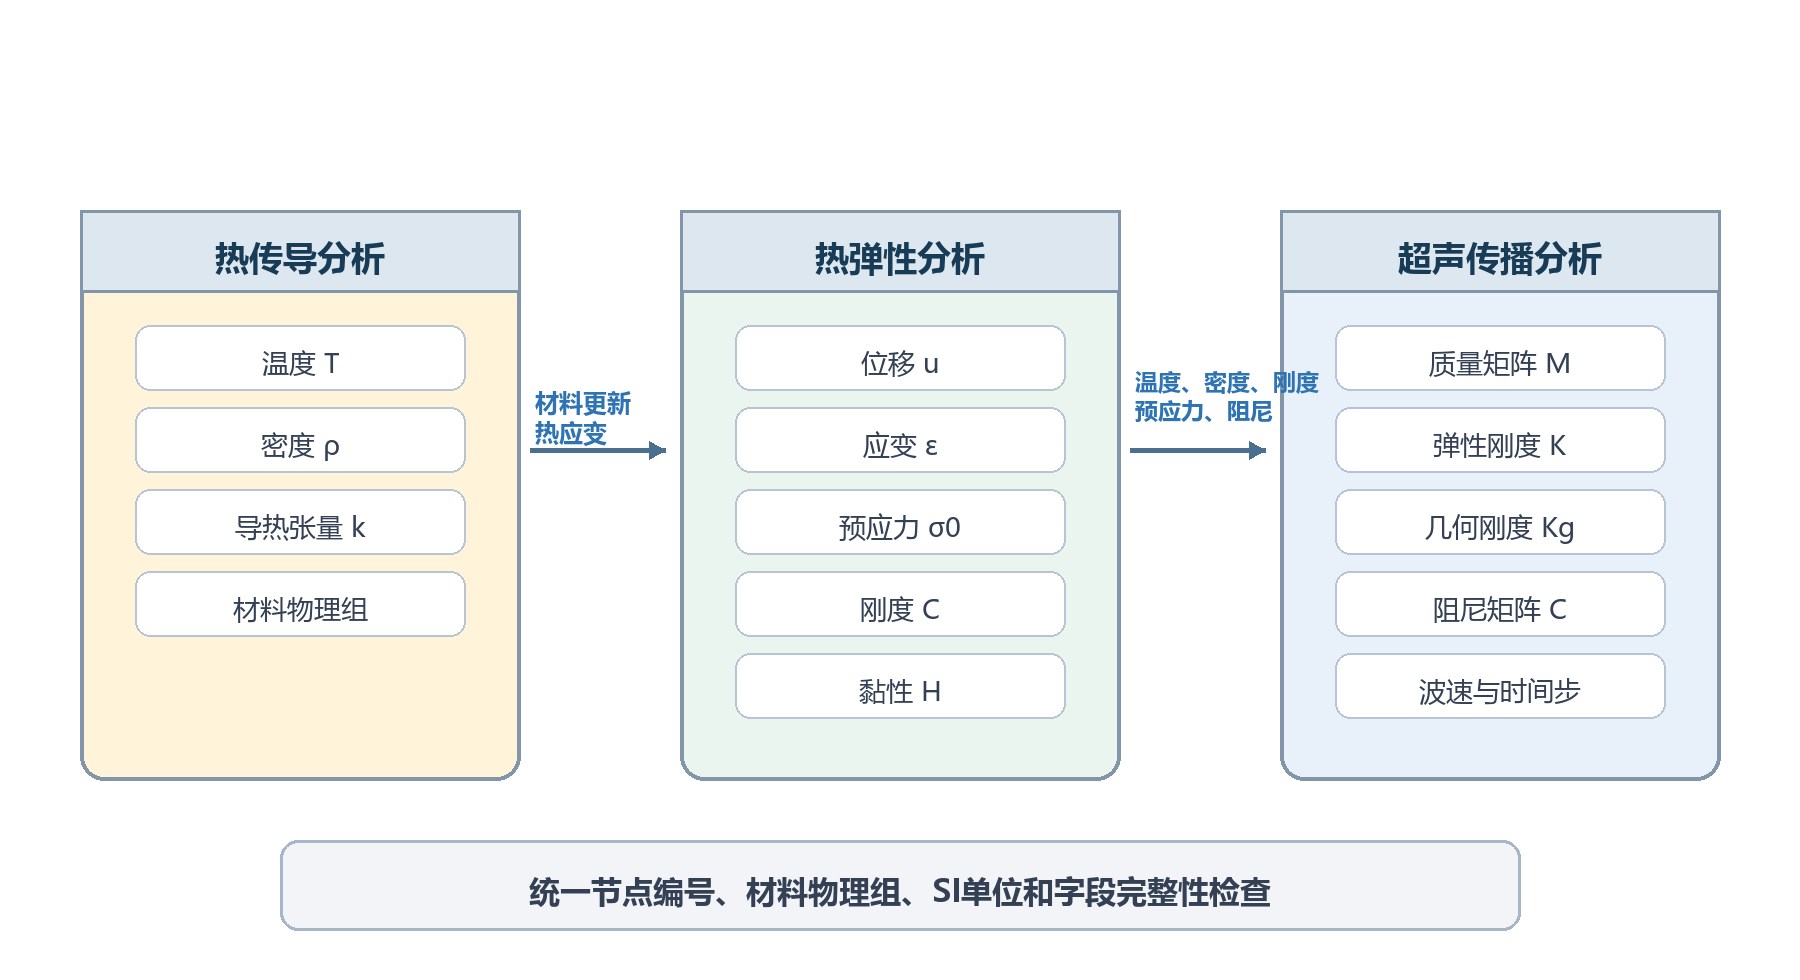 热传导分析
温度 T
密度 ρ
导热张量 k
材料物理组
材料更新
热应变
热弹性分析
位移 u
应变 ε
预应力 σ0
刚度 C
黏性 H
温度、密度、刚度
预应力、阻尼
超声传播分析
质量矩阵 M
弹性刚度 K
几何刚度 Kg
阻尼矩阵 C
波速与时间步
统一节点编号、材料物理组、SI单位和字段完整性检查